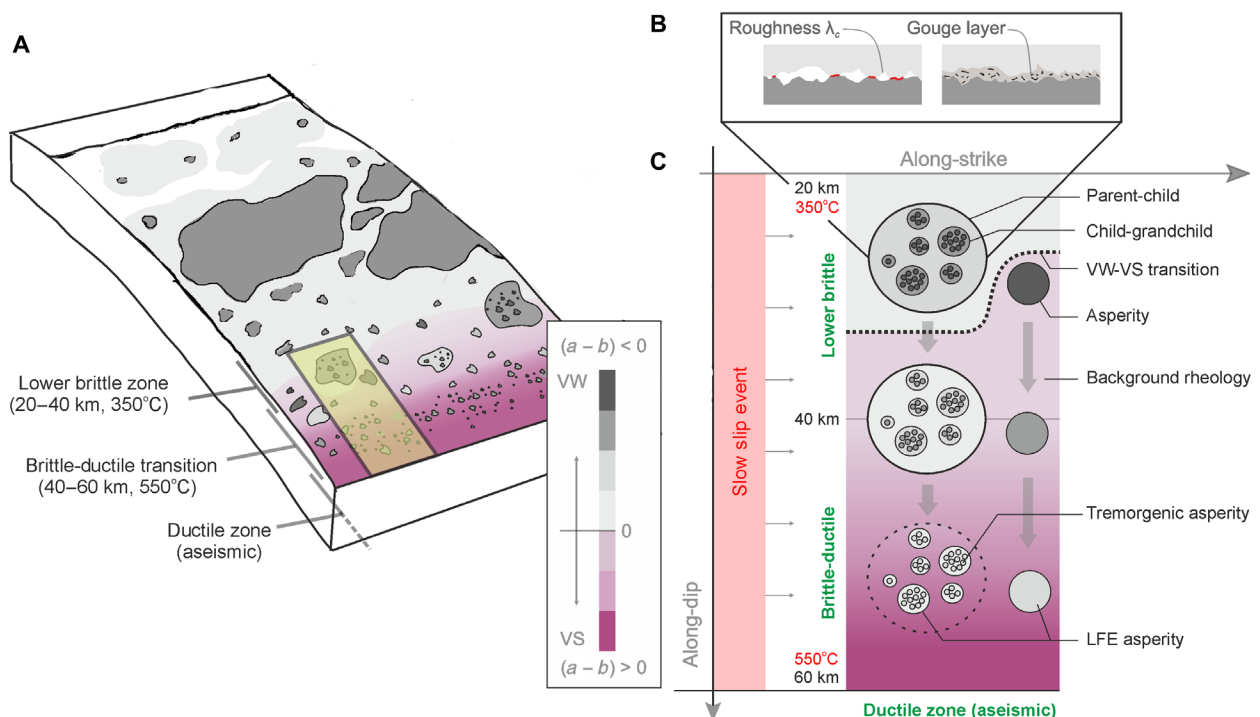 A
Lower brittle zone
(20–40 km, 350°C)
Brittle-ductile transition
(40–60 km, 550°C)
Ductile zone
(aseismic)
(a – b) < 0
VW
0
VS
(a – b) > 0
B
Roughness λc
Gouge layer
C
Along-strike
Along-dip
Slow slip event
20 km
350°C
Lower brittle
40 km
Brittle-ductile
550°C
60 km
Parent-child
Child-grandchild
VW-VS transition
Asperity
Background rheology
Tremorgenic asperity
LFE asperity
Ductile zone (aseismic)